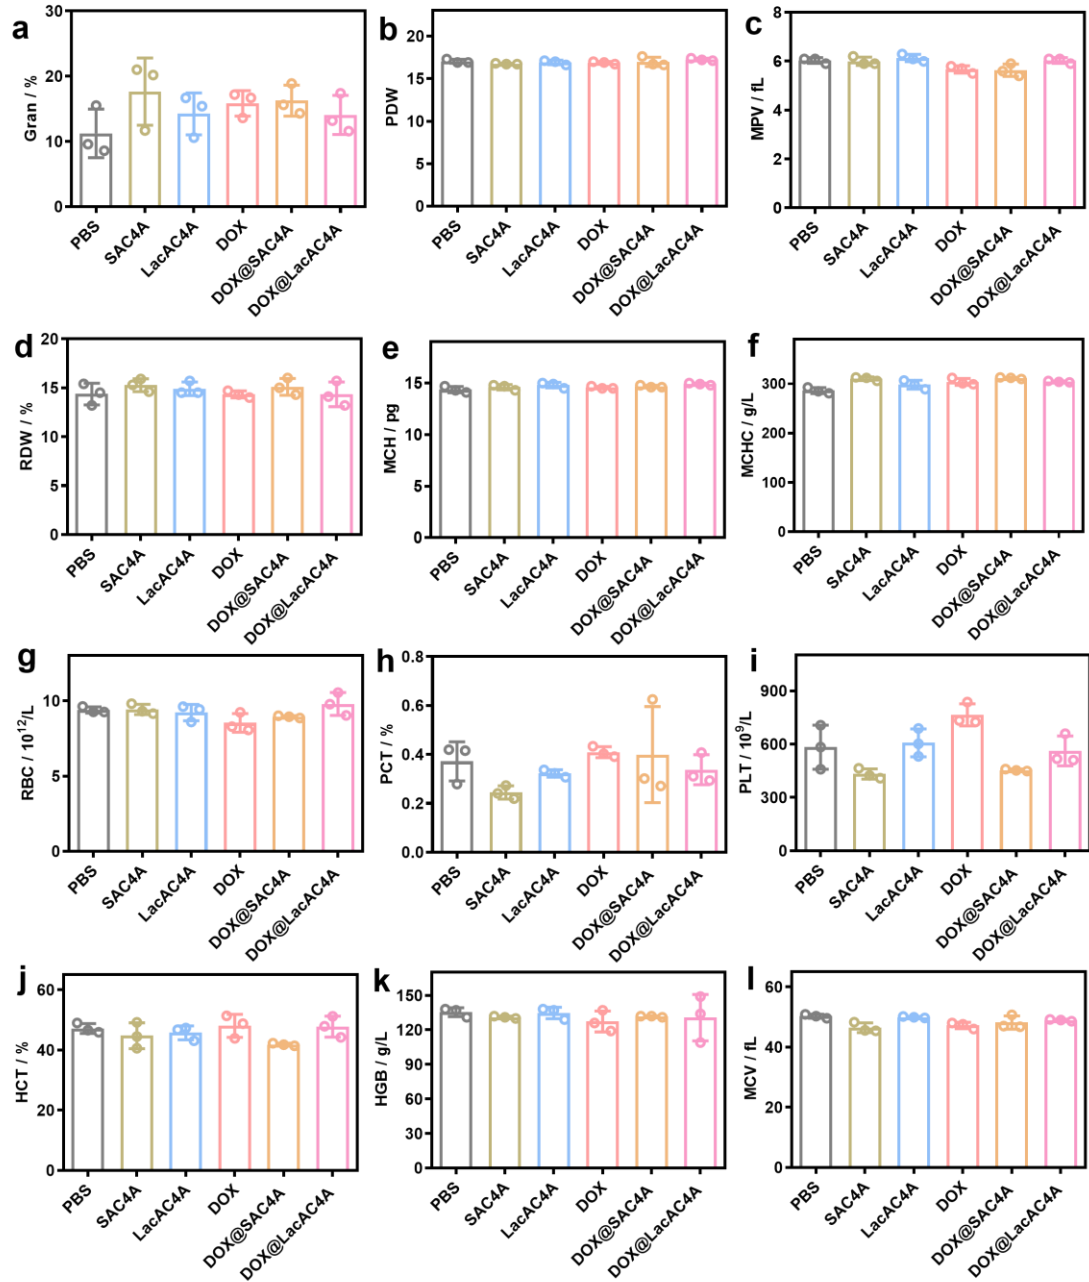 a
Gran / %
30
20
10
0
PBS
SAC4A
LacAC4A
DOX
DOX@SAC4A
DOX@LacAC4A
b
PDW
20
15
10
5
0
PBS
SAC4A
LacAC4A
DOX
DOX@SAC4A
DOX@LacAC4A
c
MPV / fL
8
6
4
2
0
PBS
SAC4A
LacAC4A
DOX
DOX@SAC4A
DOX@LacAC4A
d
RDW / %
20
15
10
5
0
PBS
SAC4A
LacAC4A
DOX
DOX@SAC4A
DOX@LacAC4A
e
MCH / pg
15
10
5
0
PBS
SAC4A
LacAC4A
DOX
DOX@SAC4A
DOX@LacAC4A
f
MCHC / g/L
300
200
100
0
PBS
SAC4A
LacAC4A
DOX
DOX@SAC4A
DOX@LacAC4A
g
RBC / 10¹²/L
10
5
0
PBS
SAC4A
LacAC4A
DOX
DOX@SAC4A
DOX@LacAC4A
h
PCT / %
0.8
0.6
0.4
0.2
0.0
PBS
SAC4A
LacAC4A
DOX
DOX@SAC4A
DOX@LacAC4A
i
PLT / 10⁹/L
900
600
300
0
PBS
SAC4A
LacAC4A
DOX
DOX@SAC4A
DOX@LacAC4A
j
HCT / %
60
40
20
0
PBS
SAC4A
LacAC4A
DOX
DOX@SAC4A
DOX@LacAC4A
k
HGB / g/L
150
120
90
60
30
0
PBS
SAC4A
LacAC4A
DOX
DOX@SAC4A
DOX@LacAC4A
l
MCV / fL
60
40
20
0
PBS
SAC4A
LacAC4A
DOX
DOX@SAC4A
DOX@LacAC4A